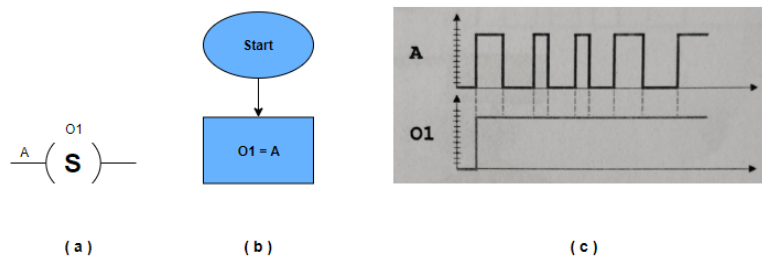 O1
A
S
( a )
Start
O1 = A
( b )
A
O1
( c )